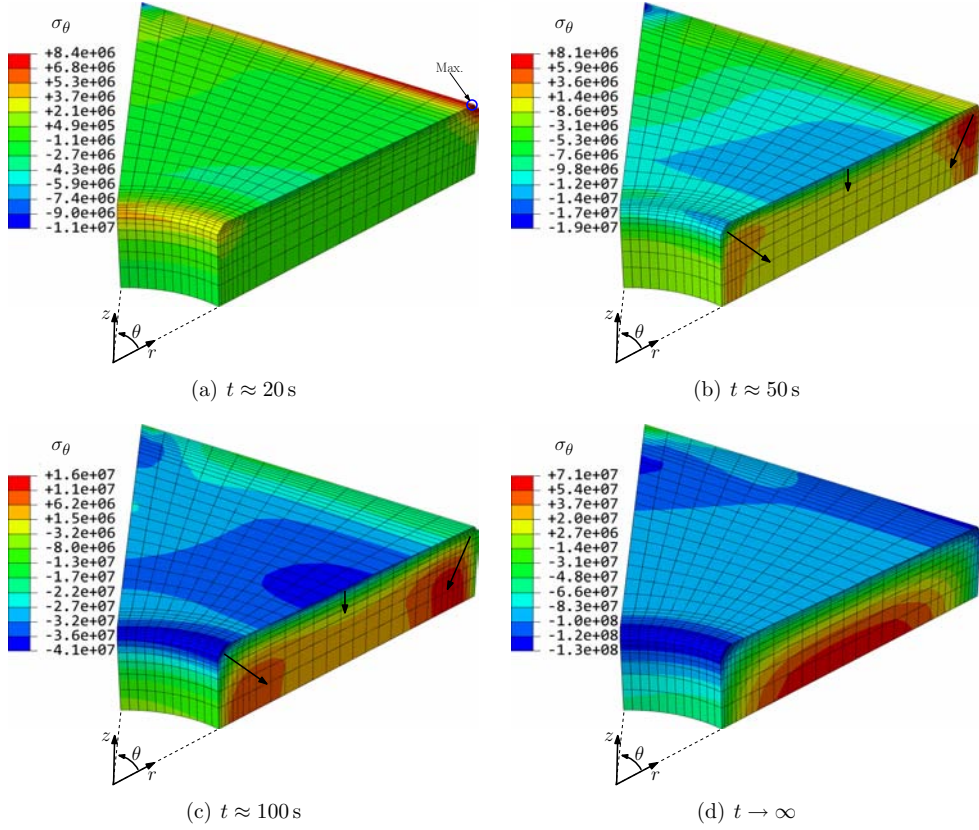 σθ
+8.4e+06
+6.8e+06
+5.3e+06
+3.7e+06
+2.1e+06
+4.9e+05
-1.1e+06
-2.7e+06
-4.3e+06
-5.9e+06
-7.4e+06
-9.0e+06
-1.1e+07
Max.
z
θ
r
(a) t ≈ 20 s
σθ
+8.1e+06
+5.9e+06
+3.6e+06
+1.4e+06
-8.6e+05
-3.1e+06
-5.3e+06
-7.6e+06
-9.8e+06
-1.2e+07
-1.4e+07
-1.7e+07
-1.9e+07
z
θ
r
(b) t ≈ 50 s
σθ
+1.6e+07
+1.1e+07
+6.2e+06
+1.5e+06
-3.2e+06
-8.0e+06
-1.3e+07
-1.7e+07
-2.2e+07
-2.7e+07
-3.2e+07
-3.6e+07
-4.1e+07
z
θ
r
(c) t ≈ 100 s
σθ
+7.1e+07
+5.4e+07
+3.7e+07
+2.0e+07
+2.7e+06
-1.4e+07
-3.1e+07
-4.8e+07
-6.6e+07
-8.3e+07
-1.0e+08
-1.2e+08
-1.3e+08
z
θ
r
(d) t → ∞